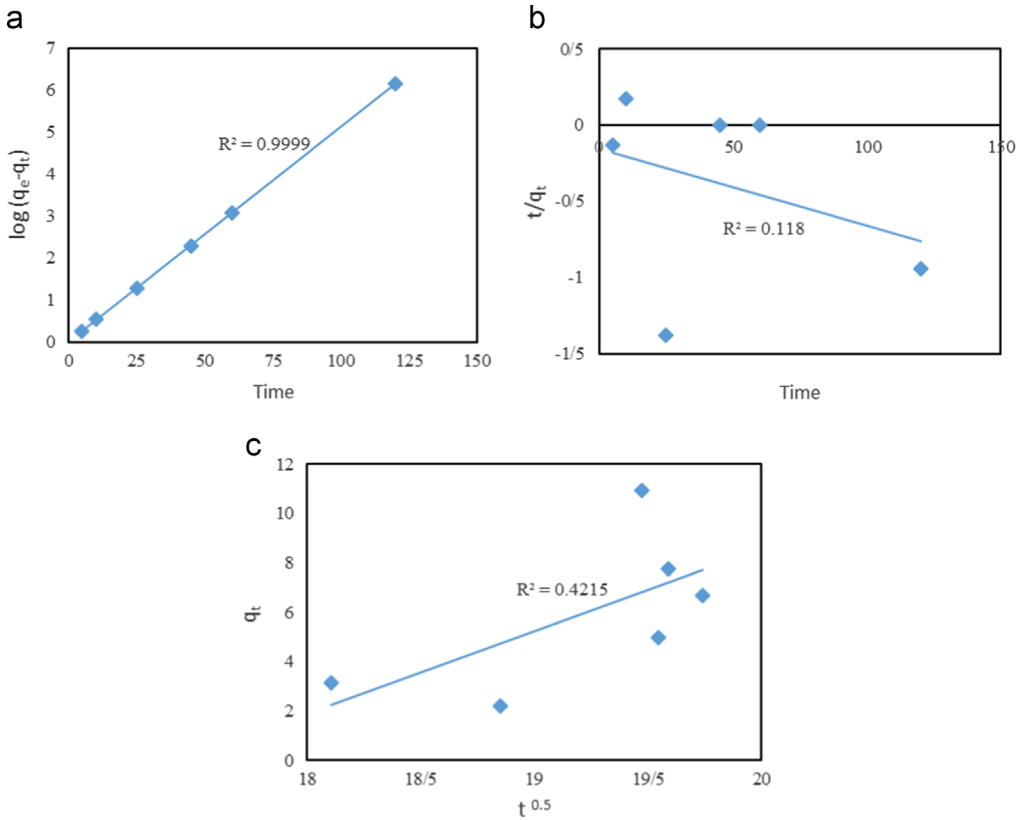 a
7
6
5
4
3
2
1
0
log (qe-qt)
R² = 0.9999
0 25 50 75 100 125 150
Time
b
0/5
0
-0/5
-1
-1/5
t/qt
0 50 100 150
R² = 0.118
Time
c
12
10
8
6
4
2
0
qt
R² = 0.4215
18 18/5 19 19/5 20
t 0.5